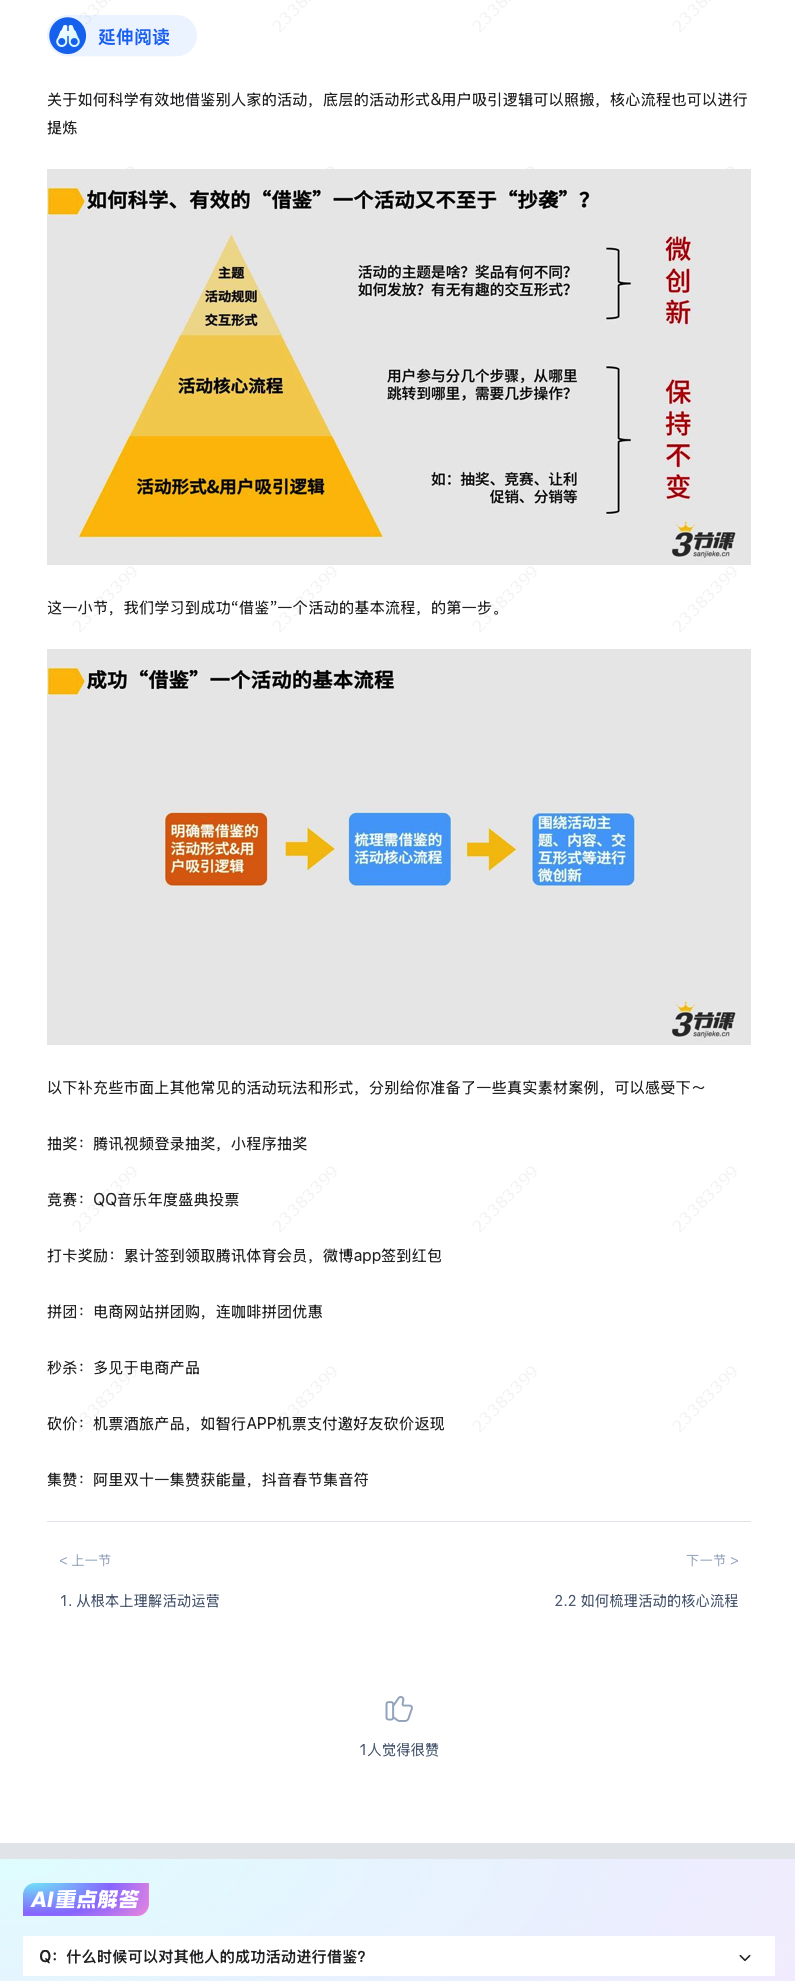 延伸阅读
关于如何科学有效地借鉴别人家的活动，底层的活动形式&用户吸引逻辑可以照搬，核心流程也可以进行
提炼
如何科学、有效的“借鉴”一个活动又不至于“抄袭”？
主题
活动规则
交互形式
活动的主题是啥？奖品有何不同？
如何发放？有无有趣的交互形式？
微
创
新
活动核心流程
用户参与分几个步骤，从哪里
跳转到哪里，需要几步操作？
保
持
不
变
活动形式&用户吸引逻辑
如：抽奖、竞赛、让利
促销、分销等
3节课
sanjieke.cn
这一小节，我们学习到成功“借鉴”一个活动的基本流程，的第一步。
成功“借鉴”一个活动的基本流程
明确需借鉴的
活动形式&用
户吸引逻辑
梳理需借鉴的
活动核心流程
围绕活动主
题、内容、交
互形式等进行
微创新
3节课
sanjieke.cn
以下补充些市面上其他常见的活动玩法和形式，分别给你准备了一些真实素材案例，可以感受下～
抽奖：腾讯视频登录抽奖，小程序抽奖
竞赛：QQ音乐年度盛典投票
打卡奖励：累计签到领取腾讯体育会员，微博app签到红包
拼团：电商网站拼团购，连咖啡拼团优惠
秒杀：多见于电商产品
砍价：机票酒旅产品，如智行APP机票支付邀好友砍价返现
集赞：阿里双十一集赞获能量，抖音春节集音符
< 上一节
下一节 >
1. 从根本上理解活动运营
2.2 如何梳理活动的核心流程
1人觉得很赞
AI重点解答
Q：什么时候可以对其他人的成功活动进行借鉴？
23383399
23383399
23383399
23383399
23383399
23383399
23383399
23383399
23383399
23383399
23383399
23383399